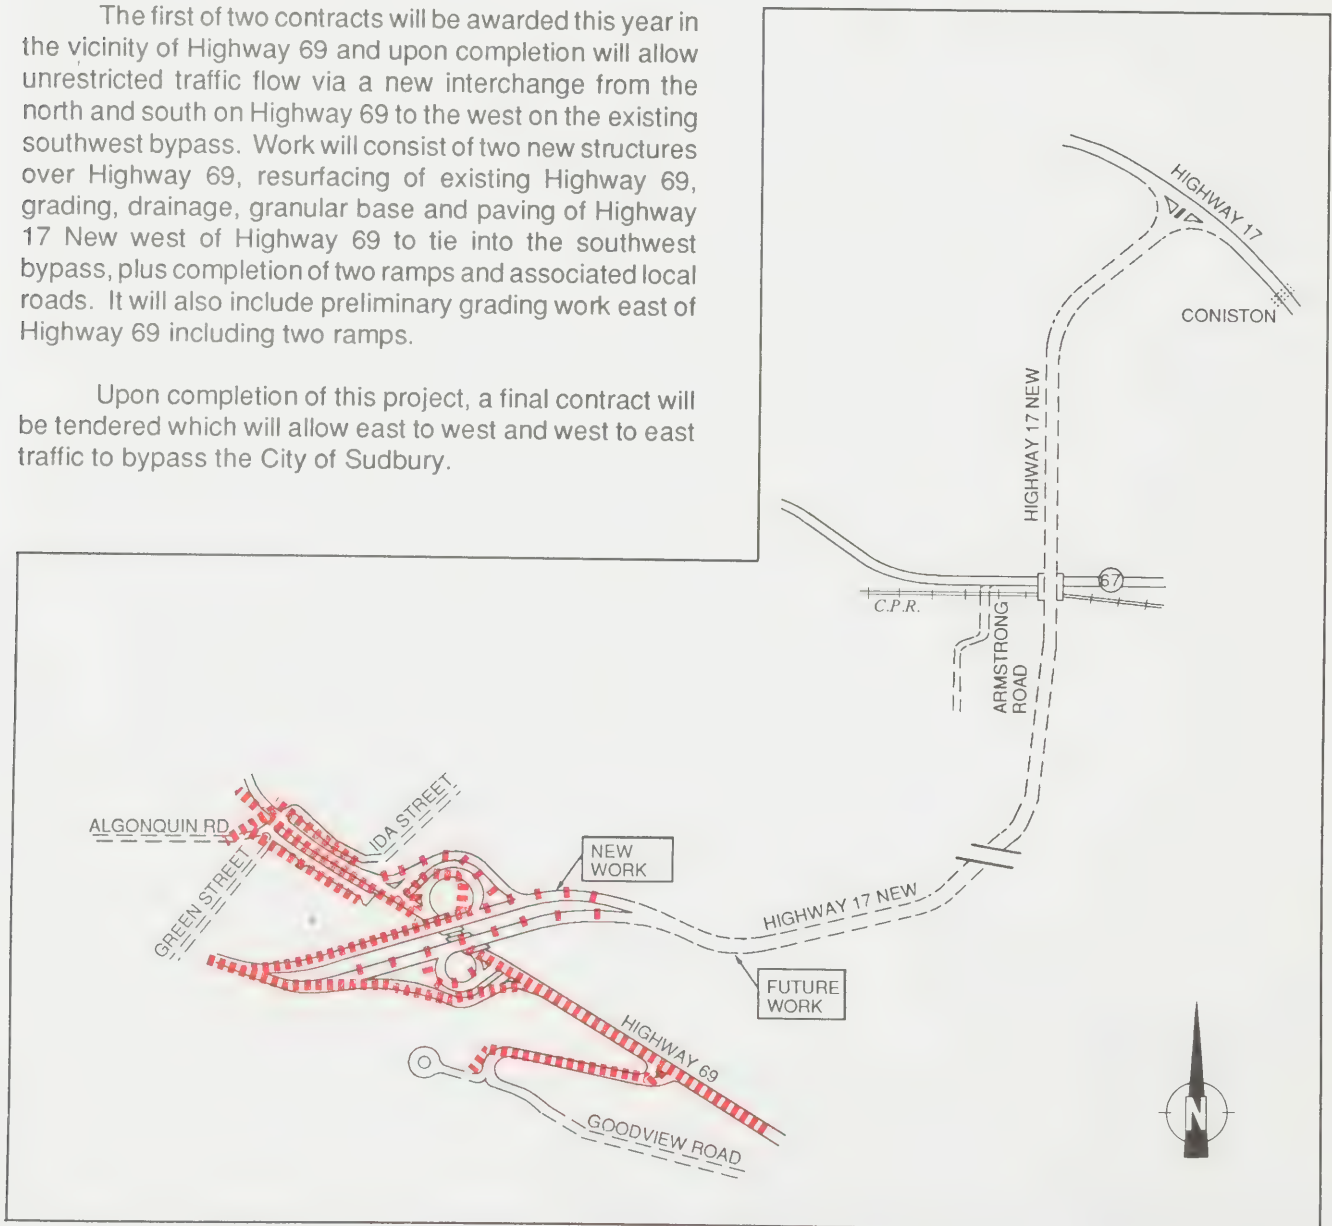 The first of two contracts will be awarded this year in
the vicinity of Highway 69 and upon completion will allow
unrestricted traffic flow via a new interchange from the
north and south on Highway 69 to the west on the existing
southwest bypass. Work will consist of two new structures
over Highway 69, resurfacing of existing Highway 69,
grading, drainage, granular base and paving of Highway
17 New west of Highway 69 to tie into the southwest
bypass, plus completion of two ramps and associated local
roads. It will also include preliminary grading work east of
Highway 69 including two ramps.
Upon completion of this project, a final contract will
be tendered which will allow east to west and west to east
traffic to bypass the City of Sudbury.
HIGHWAY 17
CONISTON
HIGHWAY 17 NEW
67
C.P.R.
ARMSTRONG
ROAD
ALGONQUIN RD
IDA STREET
GREEN STREET
NEW
WORK
HIGHWAY 17 NEW
FUTURE
WORK
HIGHWAY 69
GOODVIEW ROAD
N